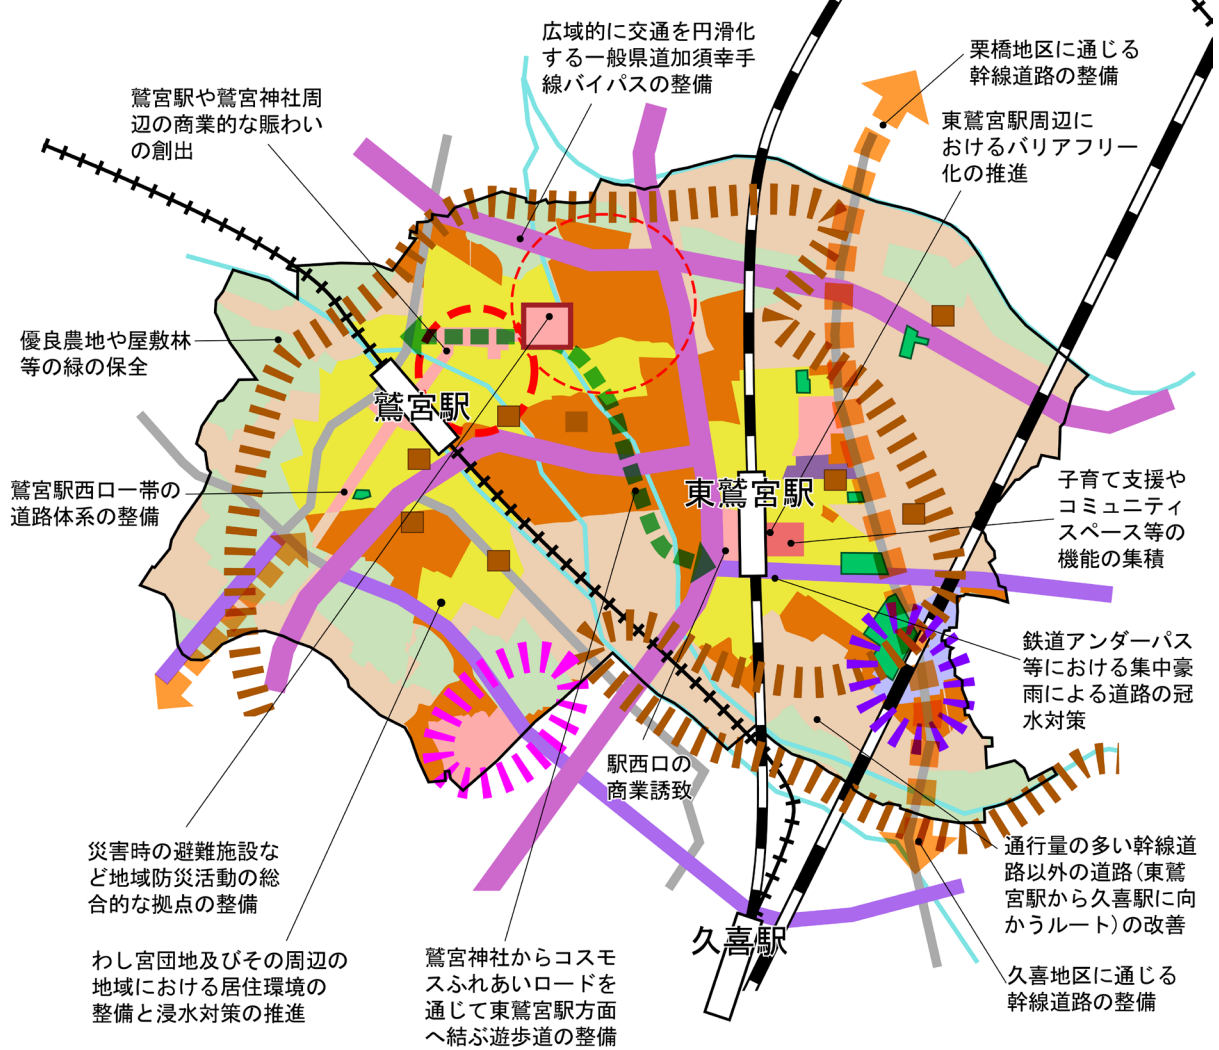 広域的に交通を円滑化
する一般県道加須幸手
線バイパスの整備
栗橋地区に通じる
幹線道路の整備
鷲宮駅や鷲宮神社周
辺の商業的な賑わい
の創出
東鷲宮駅周辺に
おけるバリアフリー
化の推進
優良農地や屋敷林
等の緑の保全
鷲宮駅
鷲宮駅西口一帯の
道路体系の整備
東鷲宮駅
子育て支援や
コミュニティ
スペース等の
機能の集積
鉄道アンダーパス
等における集中豪
雨による道路の冠
水対策
駅西口の
商業誘致
災害時の避難施設な
ど地域防災活動の総
合的な拠点の整備
通行量の多い幹線道
路以外の道路(東鷲
宮駅から久喜駅に向
かうルート)の改善
久喜駅
わし宮団地及びその周辺の
地域における居住環境の
整備と浸水対策の推進
鷲宮神社からコスモ
スふれあいロードを
通じて東鷲宮駅方面
へ結ぶ遊歩道の整備
久喜地区に通じる
幹線道路の整備